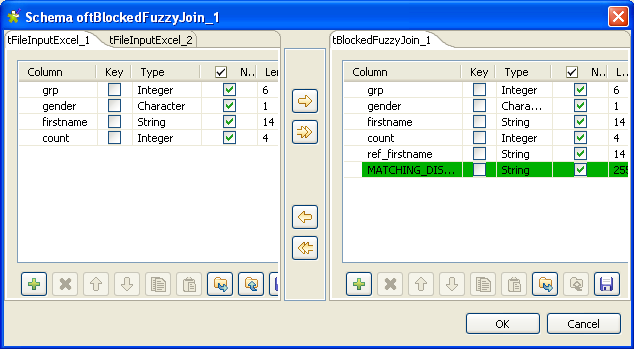 Schema oftBlockedFuzzyJoin_1
tFileInputExcel_1 tFileInputExcel_2
Column Key Type N... Len
grp Integer 6
gender Character 1
firstname String 14
count Integer 4
tBlockedFuzzyJoin_1
Column Key Type N... L...
grp Integer 6
gender Chara... 1
firstname String 14
count Integer 4
ref_firstname String 14
MATCHING_DIS... String 255
OK Cancel